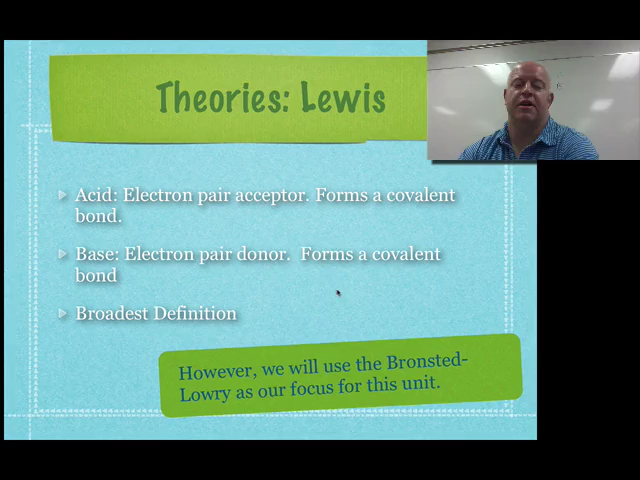 Theories: Lewis
Acid: Electron pair acceptor. Forms a covalent
bond.
Base: Electron pair donor. Forms a covalent
bond
Broadest Definition
However, we will use the Bronsted-
Lowry as our focus for this unit.